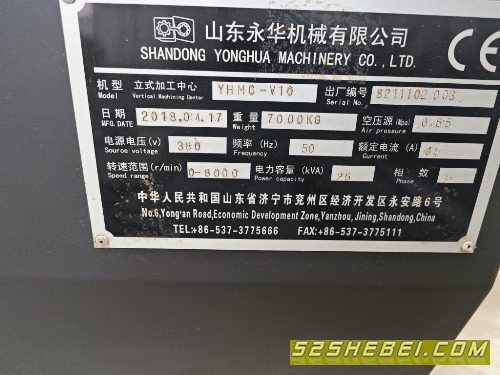 山东永华机械有限公司
SHANDONG YONGHUA MACHINERY CO., LTD.
CE
机型 立式加工中心 YHMC-V10 出厂编号
Model Vertical Machining Center Serial No.
日期 2018.04.17 重量 7000KG 空压源(Mpa) 0.65
MFG.DATE Weight Air pressure
电源电压(V) 380 频率(Hz) 50 额定电流(A)
Source voltage Frequency Current
转速范围(r/min) 0-8000 电力容量(kVA) 25 相数
Speed range Power capacity Phase
中华人民共和国山东省济宁市兖州区经济开发区永安路6号
No.6,Yong'an Road,Economic Development Zone,Yanzhou,Jining,Shandong,China
TEL:+86-537-3775666 FAX:+86-537-3775111
52SHEBEI.COM